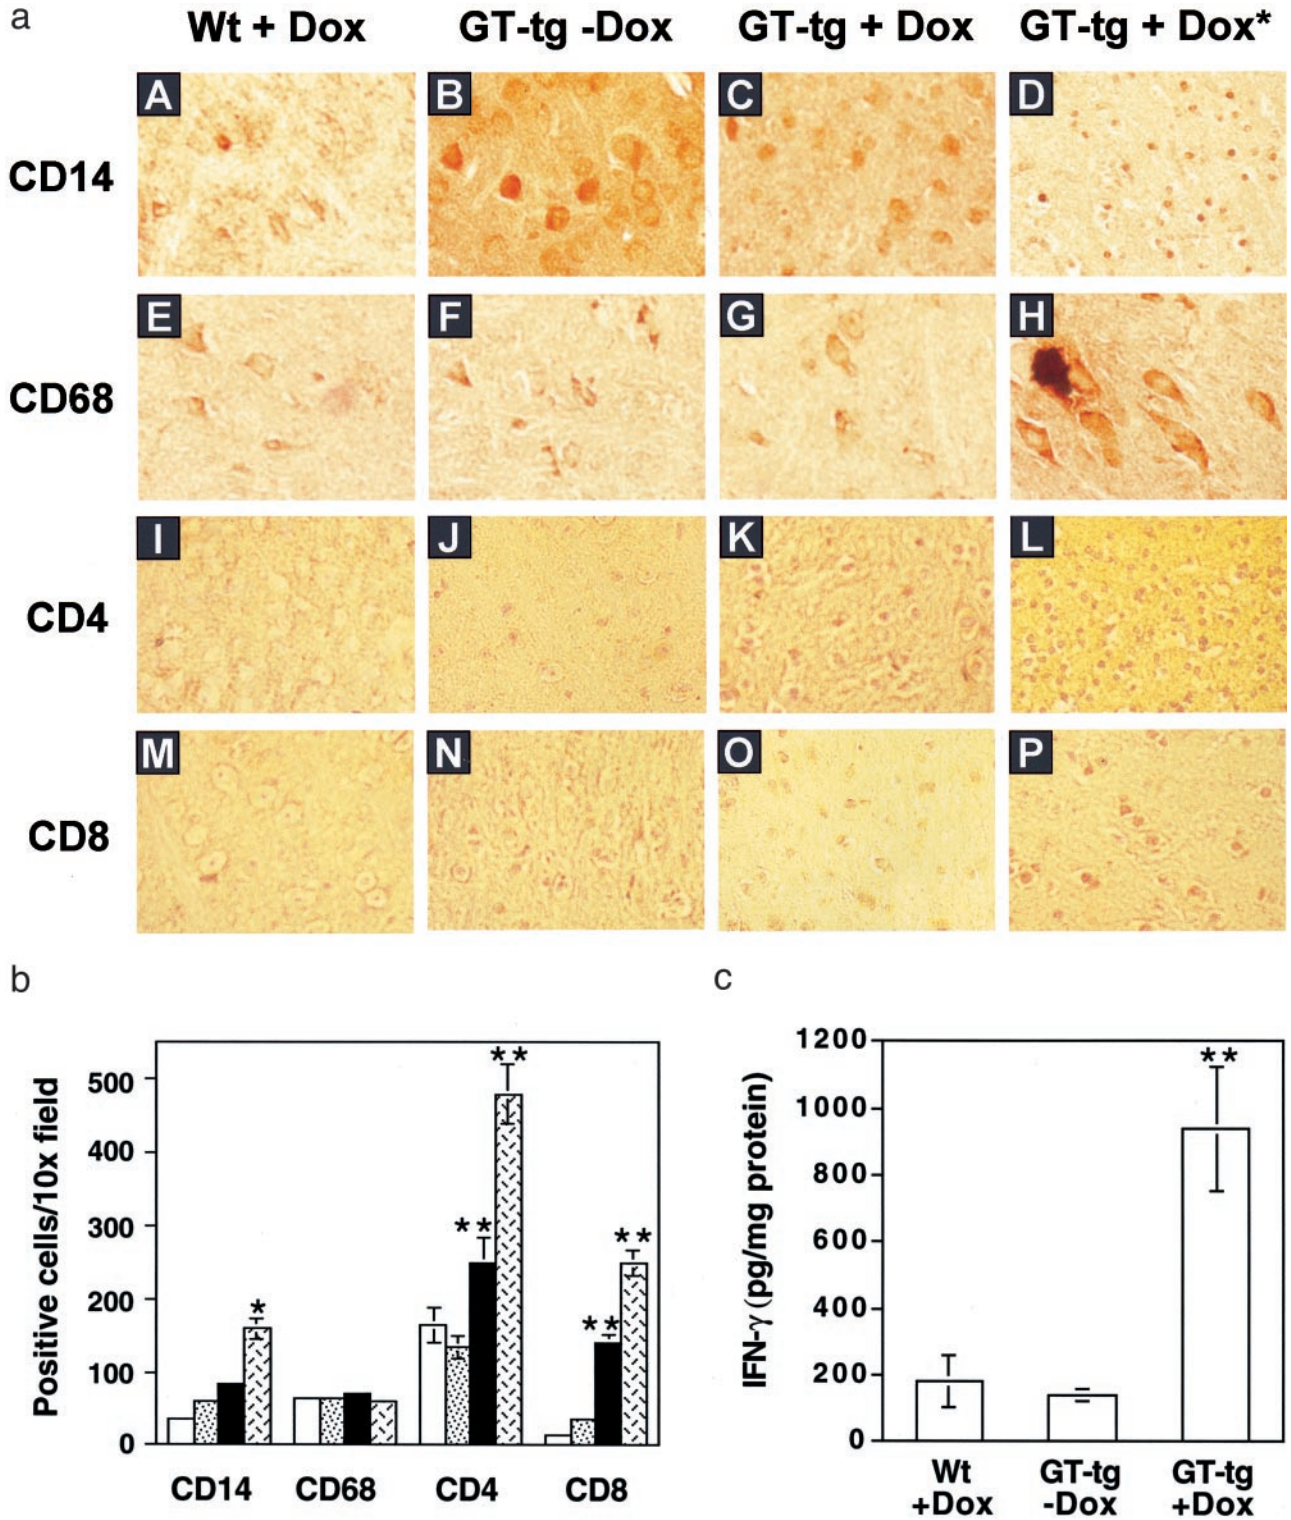 a
Wt + Dox GT-tg -Dox GT-tg + Dox GT-tg + Dox*
A B C D
CD14
E F G H
CD68
I J K L
CD4
M N O P
CD8
b
Positive cells/10x field
500
400
300
200
100
0
* ** ** ** **
CD14 CD68 CD4 CD8
c
IFN-γ (pg/mg protein)
1200
1000
800
600
400
200
0
**
Wt GT-tg GT-tg
+Dox -Dox +Dox